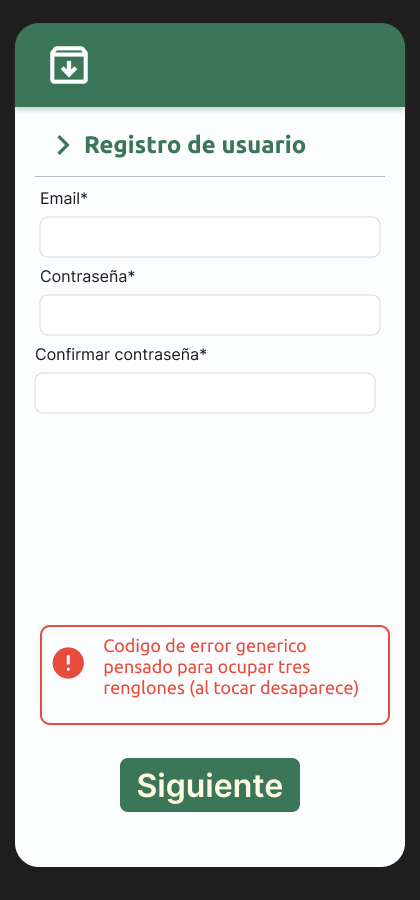 Registro de usuario
Email*
Contraseña*
Confirmar contraseña*
Codigo de error generico
pensado para ocupar tres
renglones (al tocar desaparece)
Siguiente